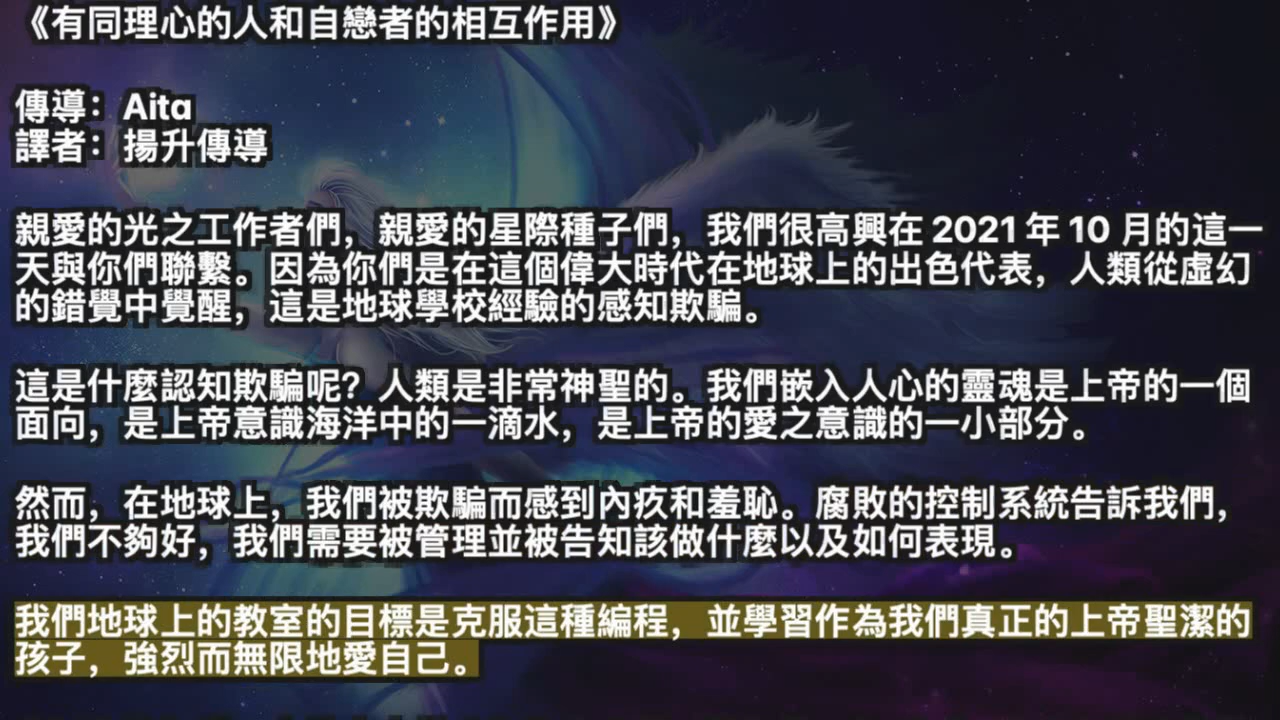 《有同理心的人和自戀者的相互作用》
傳導：Aita
譯者：揚升傳導
親愛的光之工作者們，親愛的星際種子們，我們很高興在 2021 年 10 月的這一
天與你們聯繫。因為你們是在這個偉大時代在地球上的出色代表，人類從虛幻
的錯覺中覺醒，這是地球學校經驗的感知欺騙。
這是什麼認知欺騙呢？人類是非常神聖的。我們嵌入人心的靈魂是上帝的一個
面向，是上帝意識海洋中的一滴水，是上帝的愛之意識的一小部分。
然而，在地球上，我們被欺騙而感到內疚和羞恥。腐敗的控制系統告訴我們，
我們不夠好，我們需要被管理並被告知該做什麼以及如何表現。
我們地球上的教室的目標是克服這種編程，並學習作為我們真正的上帝聖潔的
孩子，強烈而無限地愛自己。